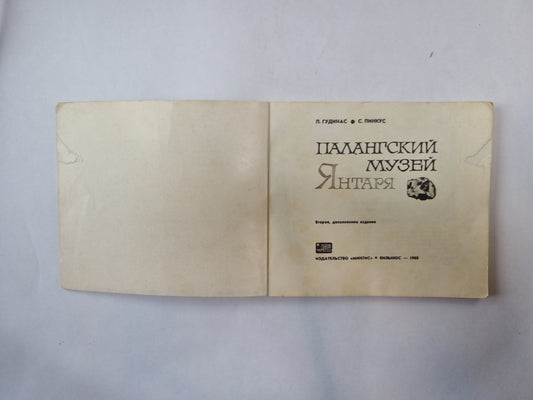 П. ГУДИНАС • С. ПИНКУС
ПАЛАНГСКИЙ
МУЗЕЙ
ЯНТАРЯ
Второе, дополненное издание
ИЗДАТЕЛЬСТВО «МИНТИС» • ВИЛЬНЮС — 1968